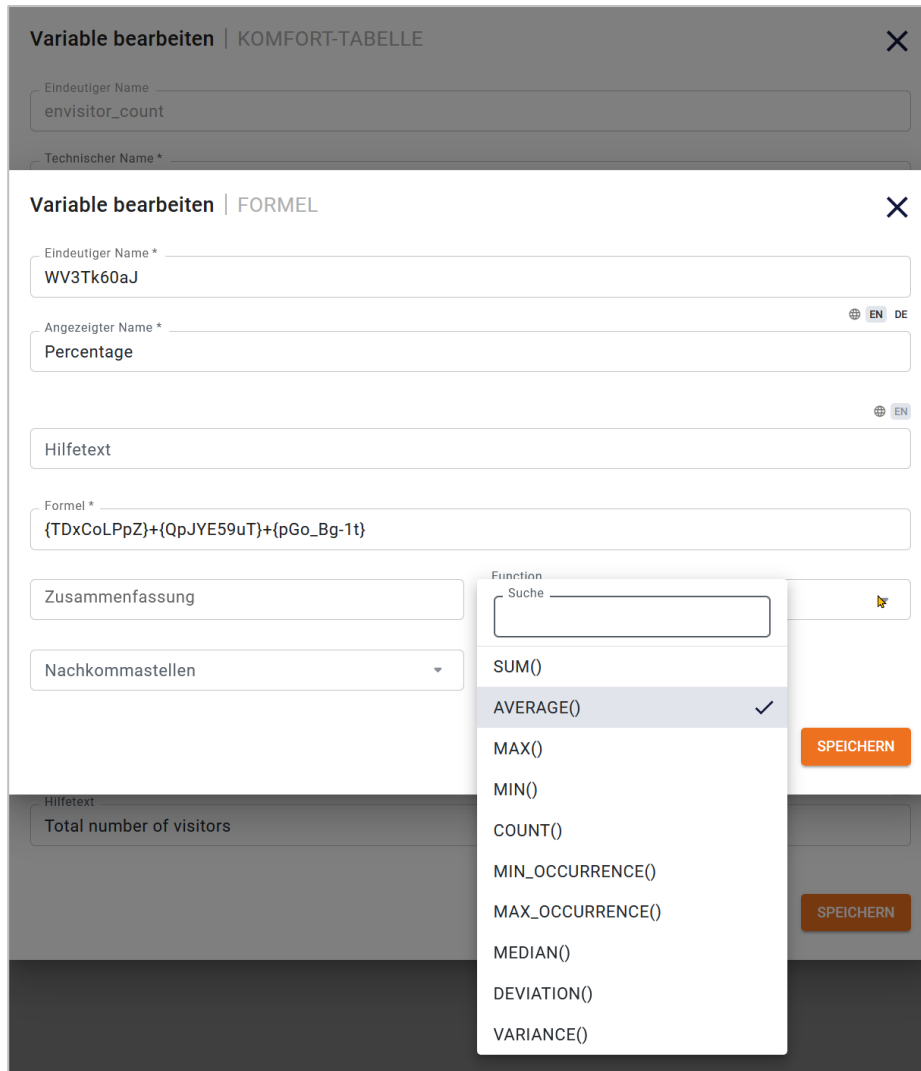 Variable bearbeiten | KOMFORT-TABELLE
Eindeutiger Name
envisitor_count
Technischer Name *
Variable bearbeiten | FORMEL
Eindeutiger Name *
WV3Tk60aJ
EN DE
Angezeigter Name *
Percentage
EN
Hilfetext
Formel *
{TDxCoLPpZ}+{QpJYE59uT}+{pGo_Bg-1t}
Zusammenfassung
Function
Suche
Nachkommastellen
SUM()
AVERAGE()
MAX()
MIN()
COUNT()
MIN_OCCURRENCE()
MAX_OCCURRENCE()
MEDIAN()
DEVIATION()
VARIANCE()
SPEICHERN
Hilfetext
Total number of visitors
SPEICHERN